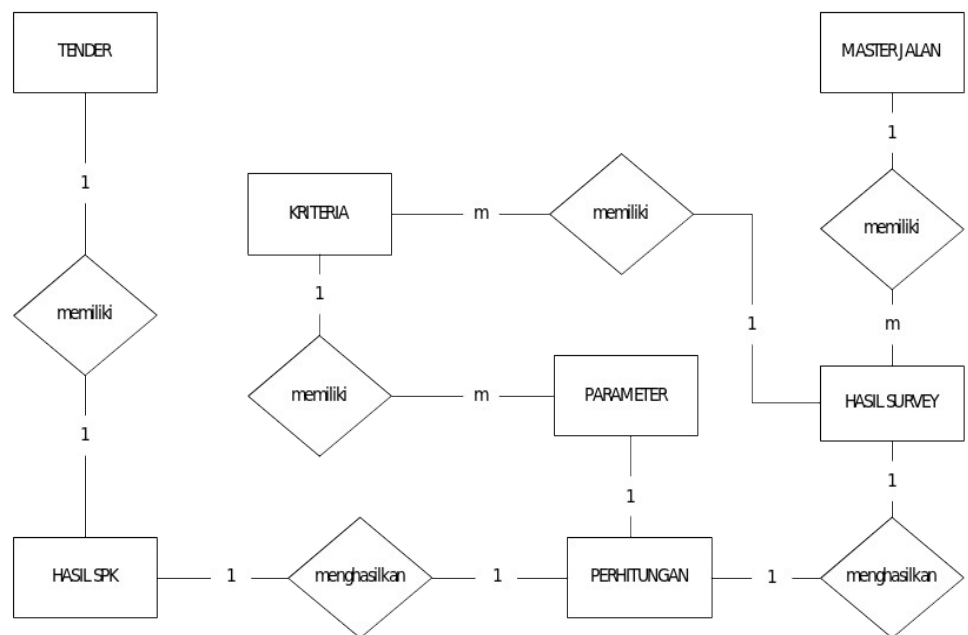 TENDER
MASTER JALAN
1
1
KRITERIA
m
memiliki
memiliki
memiliki
1
1
m
memiliki
m
PARAMETER
HASIL SURVEY
1
1
1
HASIL SPK
1
menghasilkan
1
PERHITUNGAN
1
menghasilkan